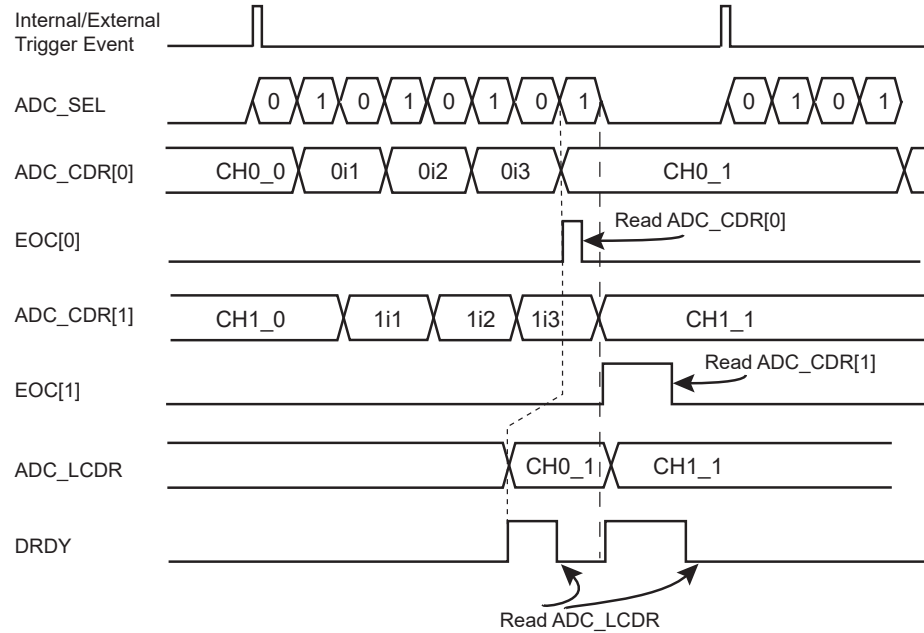 Internal/External
Trigger Event
ADC_SEL
0 1 0 1 0 1 0 1 0 1 0 1
ADC_CDR[0]
CH0_0 0i1 0i2 0i3 CH0_1
Read ADC_CDR[0]
EOC[0]
ADC_CDR[1]
CH1_0 1i1 1i2 1i3 CH1_1
Read ADC_CDR[1]
EOC[1]
ADC_LCDR
CH0_1 CH1_1
DRDY
Read ADC_LCDR